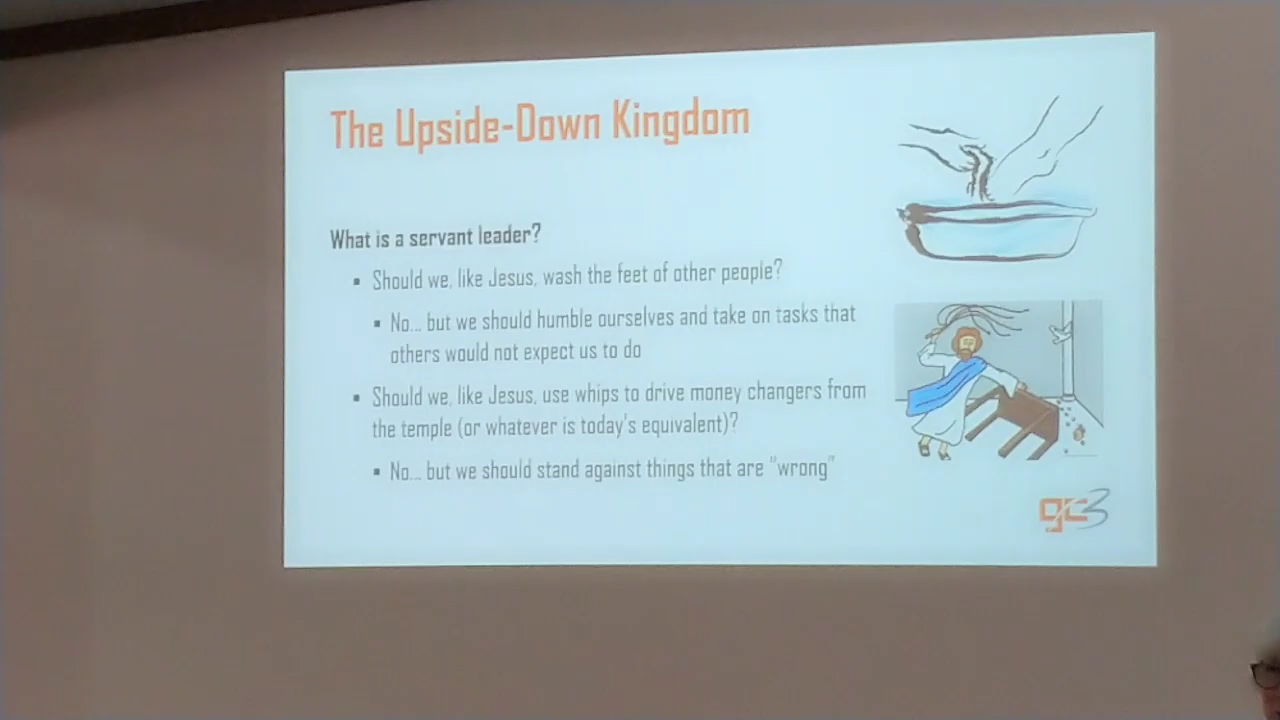 The Upside-Down Kingdom
What is a servant leader?
▪ Should we, like Jesus, wash the feet of other people?
▪ No... but we should humble ourselves and take on tasks that
others would not expect us to do
▪ Should we, like Jesus, use whips to drive money changers from
the temple (or whatever is today's equivalent)?
▪ No... but we should stand against things that are "wrong"
gc3